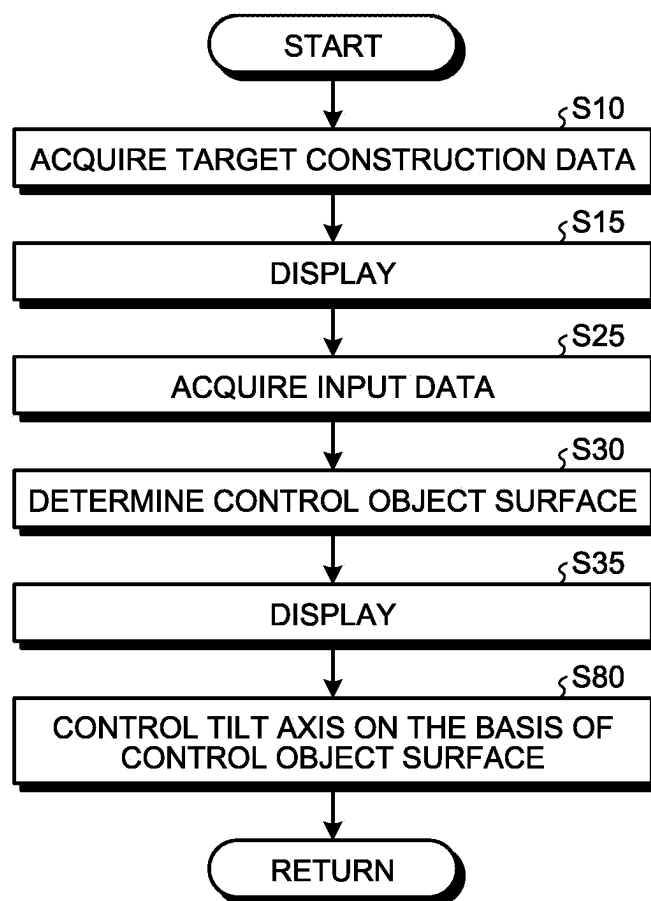 START
S10
ACQUIRE TARGET CONSTRUCTION DATA
S15
DISPLAY
S25
ACQUIRE INPUT DATA
S30
DETERMINE CONTROL OBJECT SURFACE
S35
DISPLAY
S80
CONTROL TILT AXIS ON THE BASIS OF
CONTROL OBJECT SURFACE
RETURN